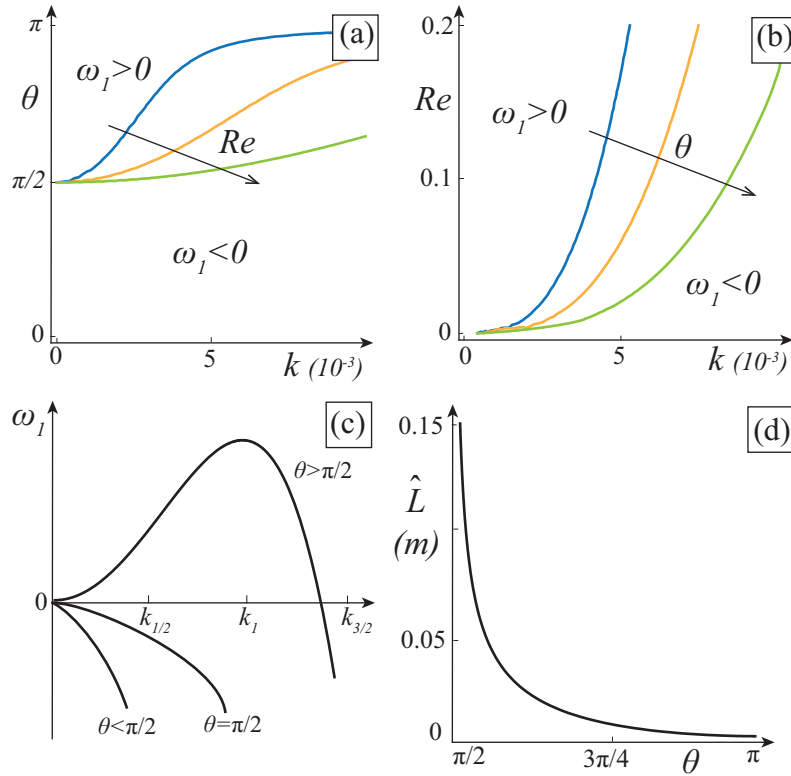 π
(a)
ω₁>0
θ
Re
π/2
ω₁<0
0
0
5
k (10⁻³)
0.2
(b)
Re
ω₁>0
θ
0.1
ω₁<0
0
0
5
k (10⁻³)
ω₁
(c)
θ>π/2
0
k₁/₂
k₁
k₃/₂
θ<π/2
θ=π/2
0.15
(d)
L̂
(m)
0.05
0
π/2
3π/4
θ
π